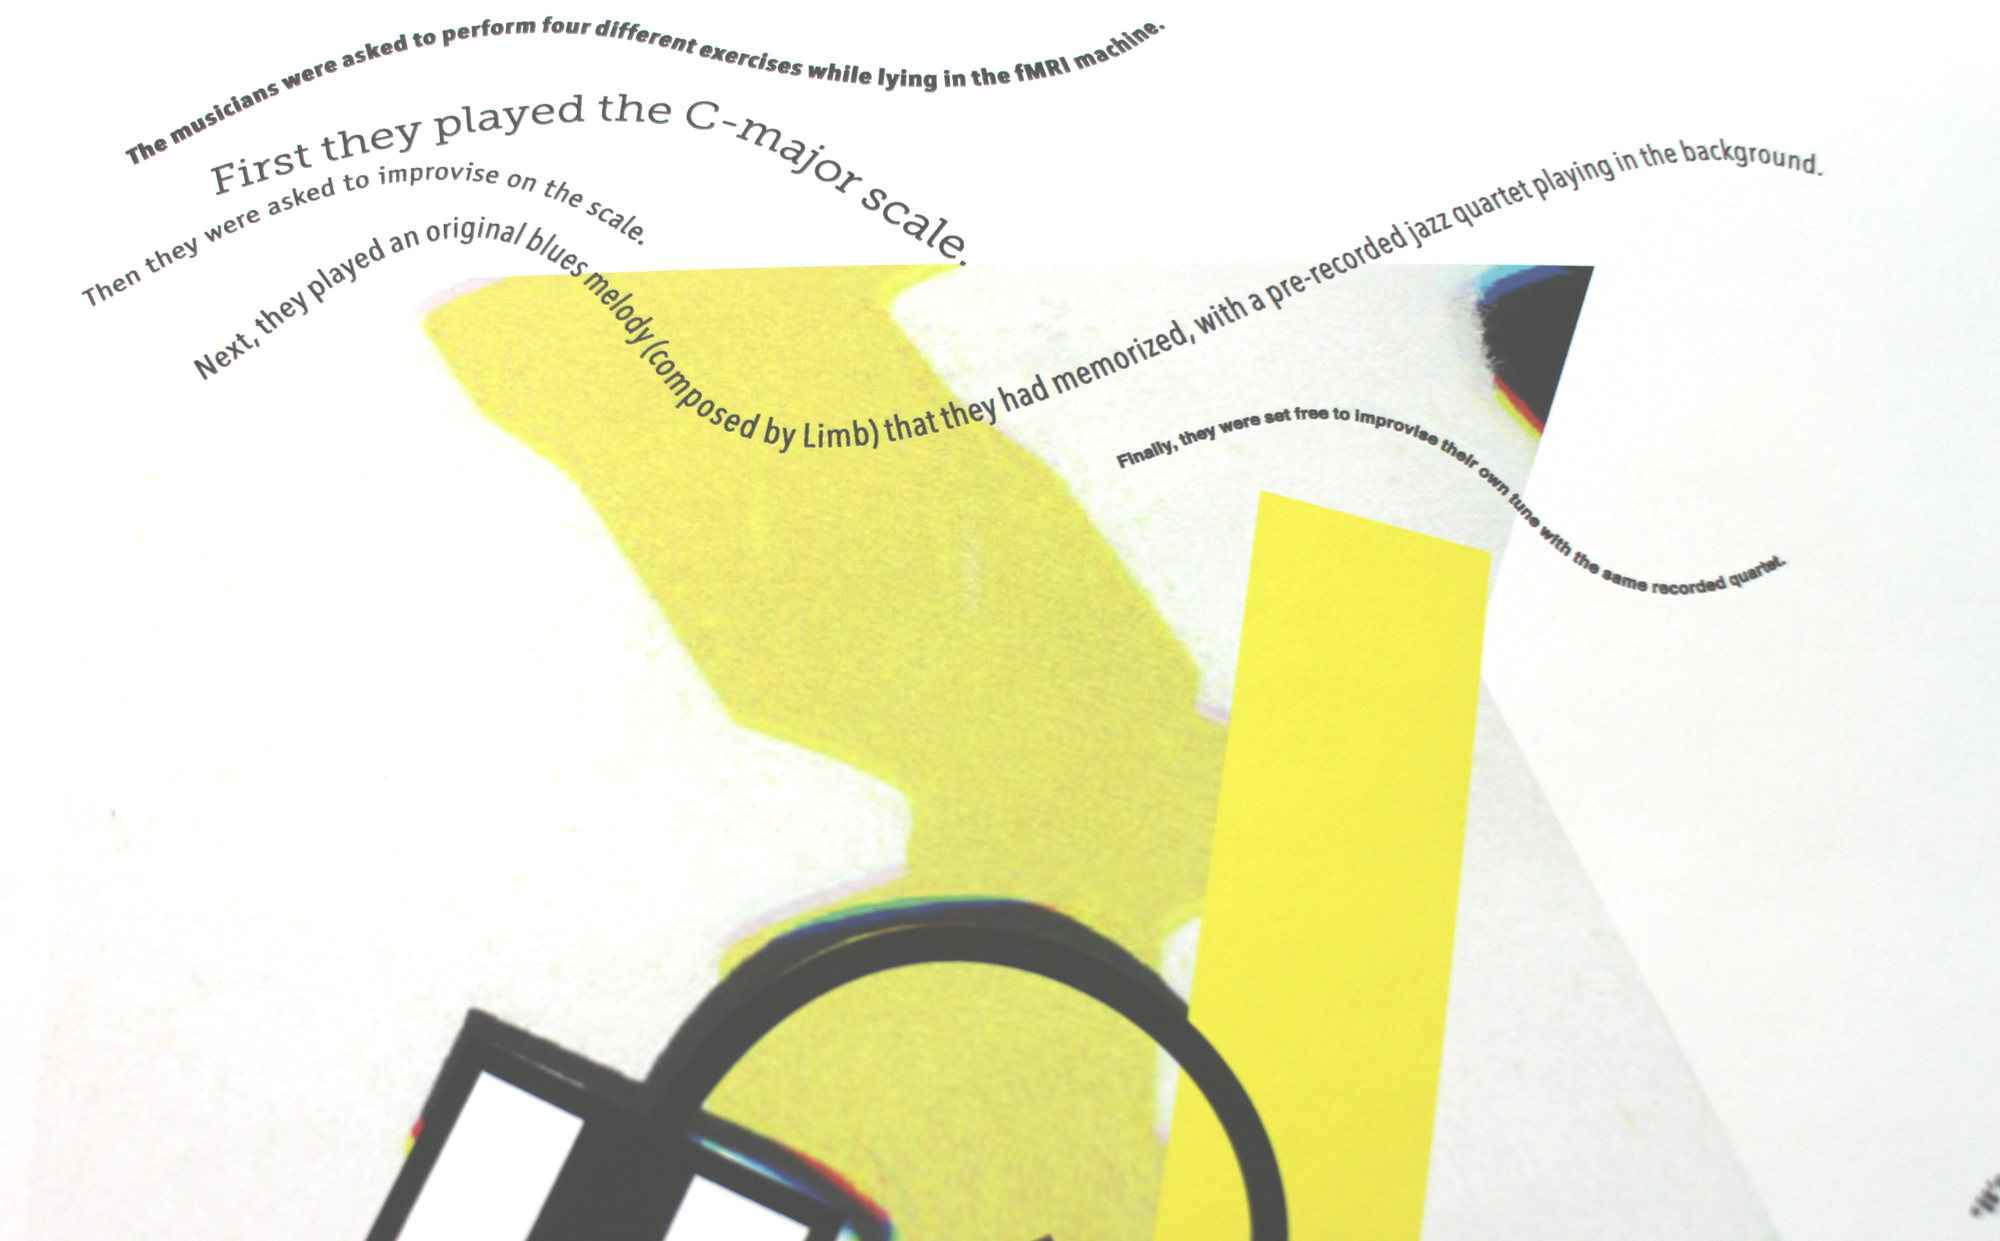 The musicians were asked to perform four different exercises while lying in the fMRI machine.
First they played the C-major scale.
Then they were asked to improvise on the scale.
Next, they played an original blues melody (composed by Limb) that they had memorized, with a pre-recorded jazz quartet playing in the background.
Finally, they were set free to improvise their own tune with the same recorded quartet.